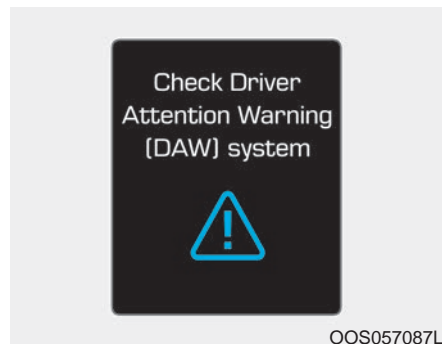 Check Driver
Attention Warning
(DAW) system
OOS057087L